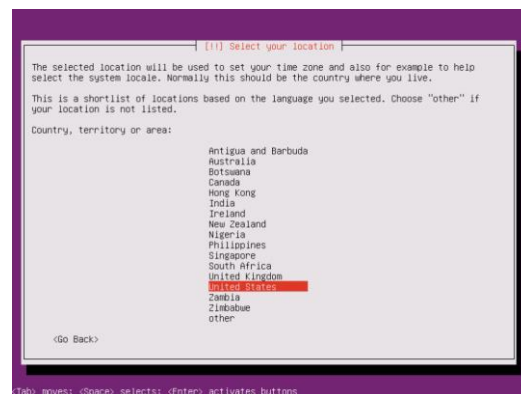 [!!] Select your location
The selected location will be used to set your time zone and also for example to help
select the system locale. Normally this should be the country where you live.
This is a shortlist of locations based on the language you selected. Choose "other" if
your location is not listed.
Country, territory or area:
Antigua and Barbuda
Australia
Botswana
Canada
Hong Kong
India
Ireland
New Zealand
Nigeria
Philippines
Singapore
South Africa
United Kingdom
United States
Zambia
Zimbabwe
other
<Go Back>
<Tab> moves; <Space> selects; <Enter> activates buttons